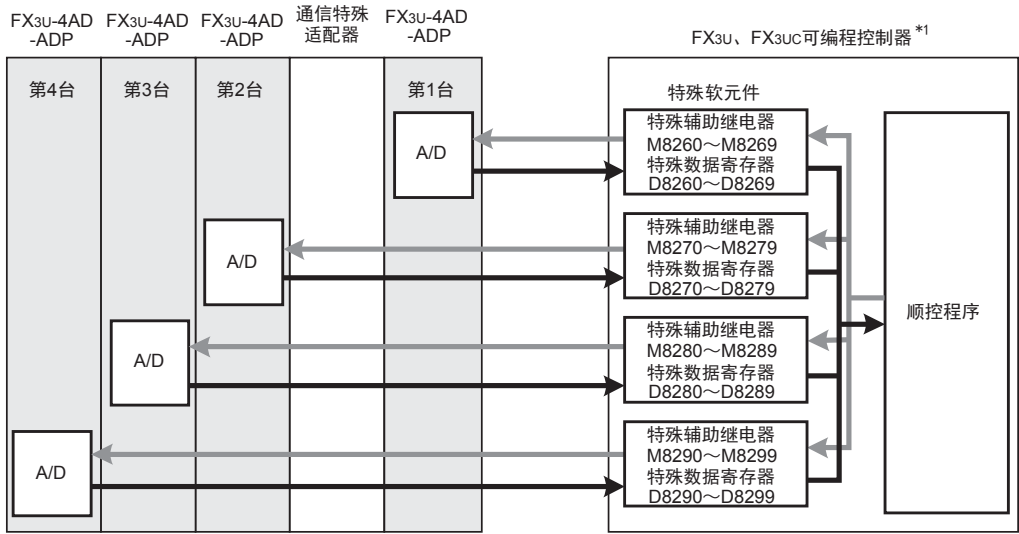 FX3U-4AD
-ADP
FX3U-4AD
-ADP
FX3U-4AD
-ADP
通信特殊
适配器
FX3U-4AD
-ADP
FX3U、FX3UC可编程控制器*1
第4台
第3台
第2台
第1台
特殊软元件
A/D
特殊辅助继电器
M8260～M8269
特殊数据寄存器
D8260～D8269
A/D
特殊辅助继电器
M8270～M8279
特殊数据寄存器
D8270～D8279
顺控程序
A/D
特殊辅助继电器
M8280～M8289
特殊数据寄存器
D8280～D8289
A/D
特殊辅助继电器
M8290～M8299
特殊数据寄存器
D8290～D8299